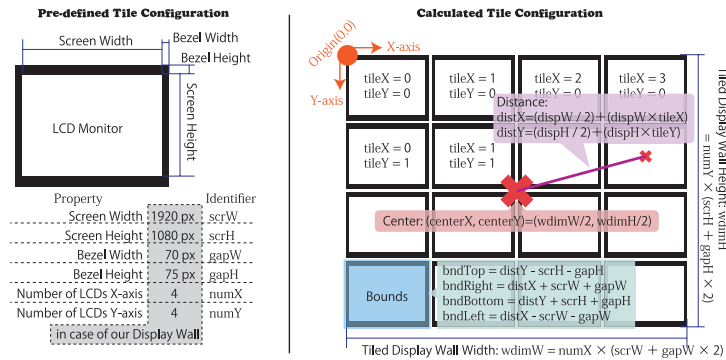 Pre-defined Tile Configuration
Screen Width
Bezel Width
Bezel Height
LCD Monitor
Screen Height
Property
Identifier
Screen Width 1920 px scrW
Screen Height 1080 px scrH
Bezel Width 70 px gapW
Bezel Height 75 px gapH
Number of LCDs X-axis 4 numX
Number of LCDs Y-axis 4 numY
in case of our Display Wall
Calculated Tile Configuration
Origin(0,0)
X-axis
Y-axis
tileX = 0
tileY = 0
tileX = 1
tileY = 0
tileX = 2
tileY = 0
tileX = 3
tileY = 0
Distance:
distX=(dispW / 2)+(dispW×tileX)
distY=(dispH / 2)+(dispH×tileY)
tileX = 0
tileY = 1
tileX = 1
tileY = 1
Center: (centerX, centerY)=(wdimW/2, wdimH/2)
Bounds
bndTop = distY - scrH - gapH
bndRight = distX + scrW + gapW
bndBottom = distY + scrH + gapH
bndLeft = distX - scrW - gapW
Tiled Display Wall Width: wdimW = numX × (scrW + gapW × 2)
Tiled Display Wall Height: wdimH
= numY × (scrH + gapH × 2)